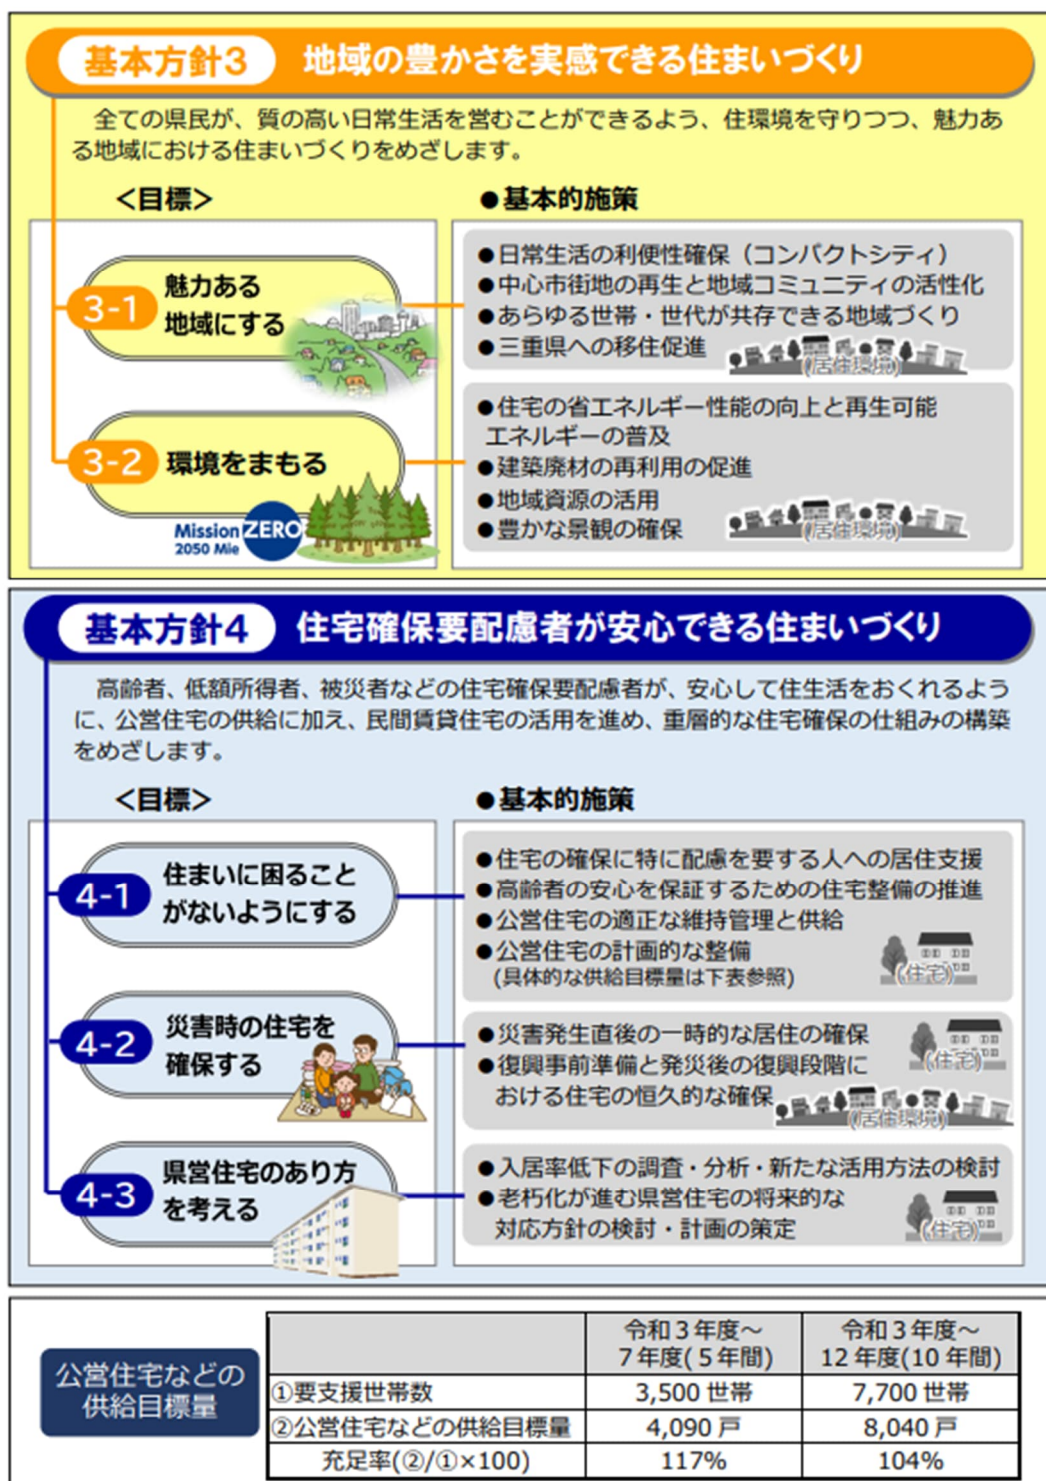 基本方針3 地域の豊かさを実感できる住まいづくり
全ての県民が、質の高い日常生活を営むことができるよう、住環境を守りつつ、魅力あ
る地域における住まいづくりをめざします。
＜目標＞
●基本的施策
3-1
魅力ある
地域にする
●日常生活の利便性確保（コンパクトシティ）
●中心市街地の再生と地域コミュニティの活性化
●あらゆる世帯・世代が共存できる地域づくり
●三重県への移住促進
(居住環境)
3-2 環境をまもる
Mission ZERO
2050 Mie
●住宅の省エネルギー性能の向上と再生可能
エネルギーの普及
●建築廃材の再利用の促進
●地域資源の活用
●豊かな景観の確保
(居住環境)
基本方針4 住宅確保要配慮者が安心できる住まいづくり
高齢者、低額所得者、被災者などの住宅確保要配慮者が、安心して住生活をおくれるよう
に、公営住宅の供給に加え、民間賃貸住宅の活用を進め、重層的な住宅確保の仕組みの構築
をめざします。
＜目標＞
●基本的施策
4-1
住まいに困ること
がないようにする
●住宅の確保に特に配慮を要する人への居住支援
●高齢者の安心を保証するための住宅整備の推進
●公営住宅の適正な維持管理と供給
●公営住宅の計画的な整備
(具体的な供給目標量は下表参照)
(住宅)
4-2
災害時の住宅を
確保する
●災害発生直後の一時的な居住の確保
(住宅)
●復興事前準備と発災後の復興段階に
おける住宅の恒久的な確保
(居住環境)
4-3
県営住宅のあり方
を考える
●入居率低下の調査・分析・新たな活用方法の検討
●老朽化が進む県営住宅の将来的な
対応方針の検討・計画の策定
(住宅)
公営住宅などの
供給目標量
令和３年度～
７年度(５年間)
令和３年度～
12 年度(10 年間)
①要支援世帯数 3,500 世帯 7,700 世帯
②公営住宅などの供給目標量 4,090 戸 8,040 戸
充足率(②/①×100) 117% 104%